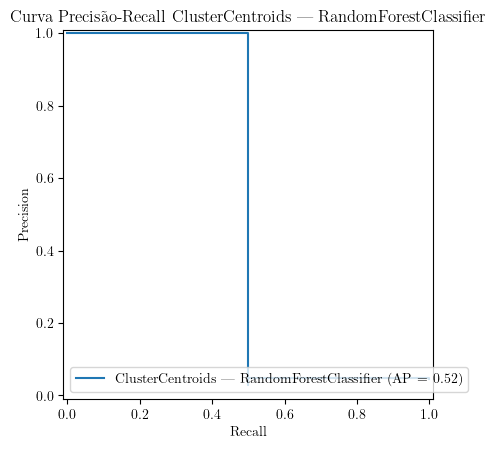 Curva Precisão-Recall ClusterCentroids — RandomForestClassifier
1.0
0.8
0.6
0.4
0.2
0.0
Precision
ClusterCentroids — RandomForestClassifier (AP = 0.52)
0.0 0.2 0.4 0.6 0.8 1.0
Recall